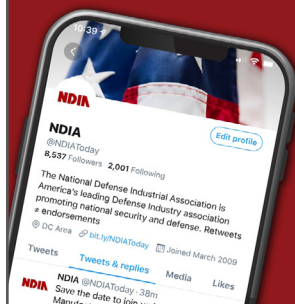 10:39
NDIA
NDIA
Edit profile
@NDIAToday
8,537 Followers 2,001 Following
The National Defense Industrial Association is
America's leading Defense Industry association
promoting national security and defense. Retweets
≠ endorsements
DC Area bit.ly/NDIAToday Joined March 2009
Tweets Tweets & replies Media Likes
NDIA
NDIA @NDIAToday · 38m
Save the date to join